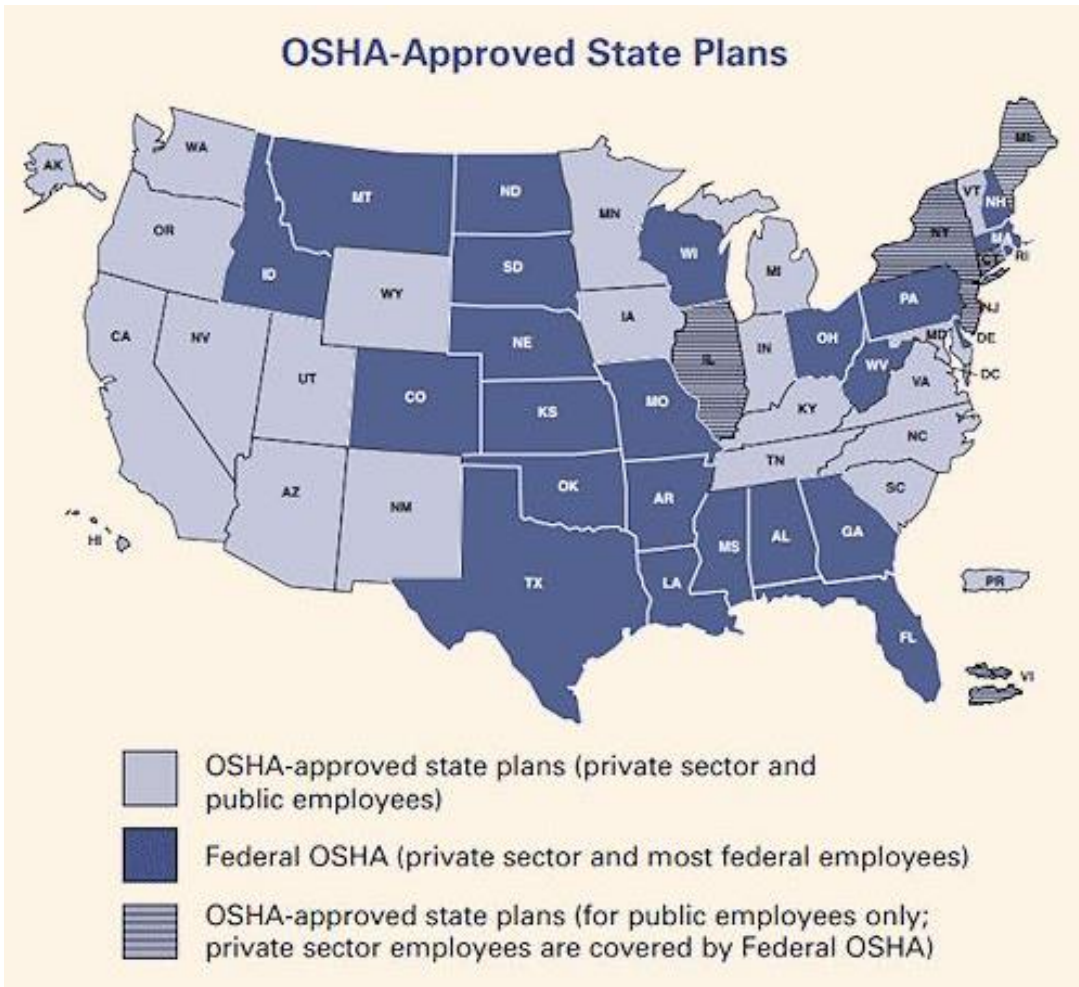 OSHA-Approved State Plans
WA
AK
MT
ND
MN
ME
VT
NH
OR
ID
SD
WI
NY
MA
RI
CT
WY
MI
IA
PA
NJ
CA
NV
NE
IL
IN
OH
MD
DE
UT
CO
WV
DC
KS
MO
KY
VA
NC
TN
AZ
NM
OK
AR
SC
HI
MS
AL
GA
TX
LA
PR
FL
VI
OSHA-approved state plans (private sector and
public employees)
Federal OSHA (private sector and most federal employees)
OSHA-approved state plans (for public employees only;
private sector employees are covered by Federal OSHA)